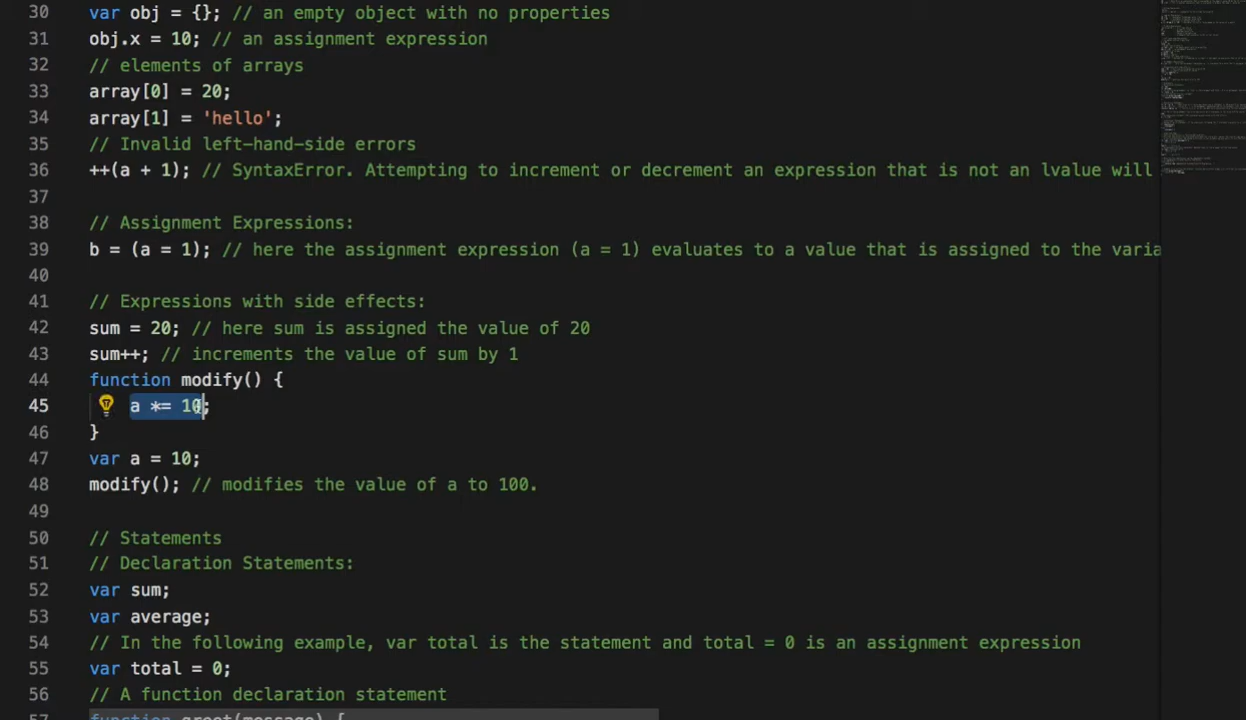 30 var obj = {}; // an empty object with no properties
31 obj.x = 10; // an assignment expression
32 // elements of arrays
33 array[0] = 20;
34 array[1] = 'hello';
35 // Invalid left-hand-side errors
36 ++(a + 1); // SyntaxError. Attempting to increment or decrement an expression that is not an lvalue will
37
38 // Assignment Expressions:
39 b = (a = 1); // here the assignment expression (a = 1) evaluates to a value that is assigned to the varia
40
41 // Expressions with side effects:
42 sum = 20; // here sum is assigned the value of 20
43 sum++; // increments the value of sum by 1
44 function modify() {
45 a *= 10;
46 }
47 var a = 10;
48 modify(); // modifies the value of a to 100.
49
50 // Statements
51 // Declaration Statements:
52 var sum;
53 var average;
54 // In the following example, var total is the statement and total = 0 is an assignment expression
55 var total = 0;
56 // A function declaration statement
57 function greet(message) {